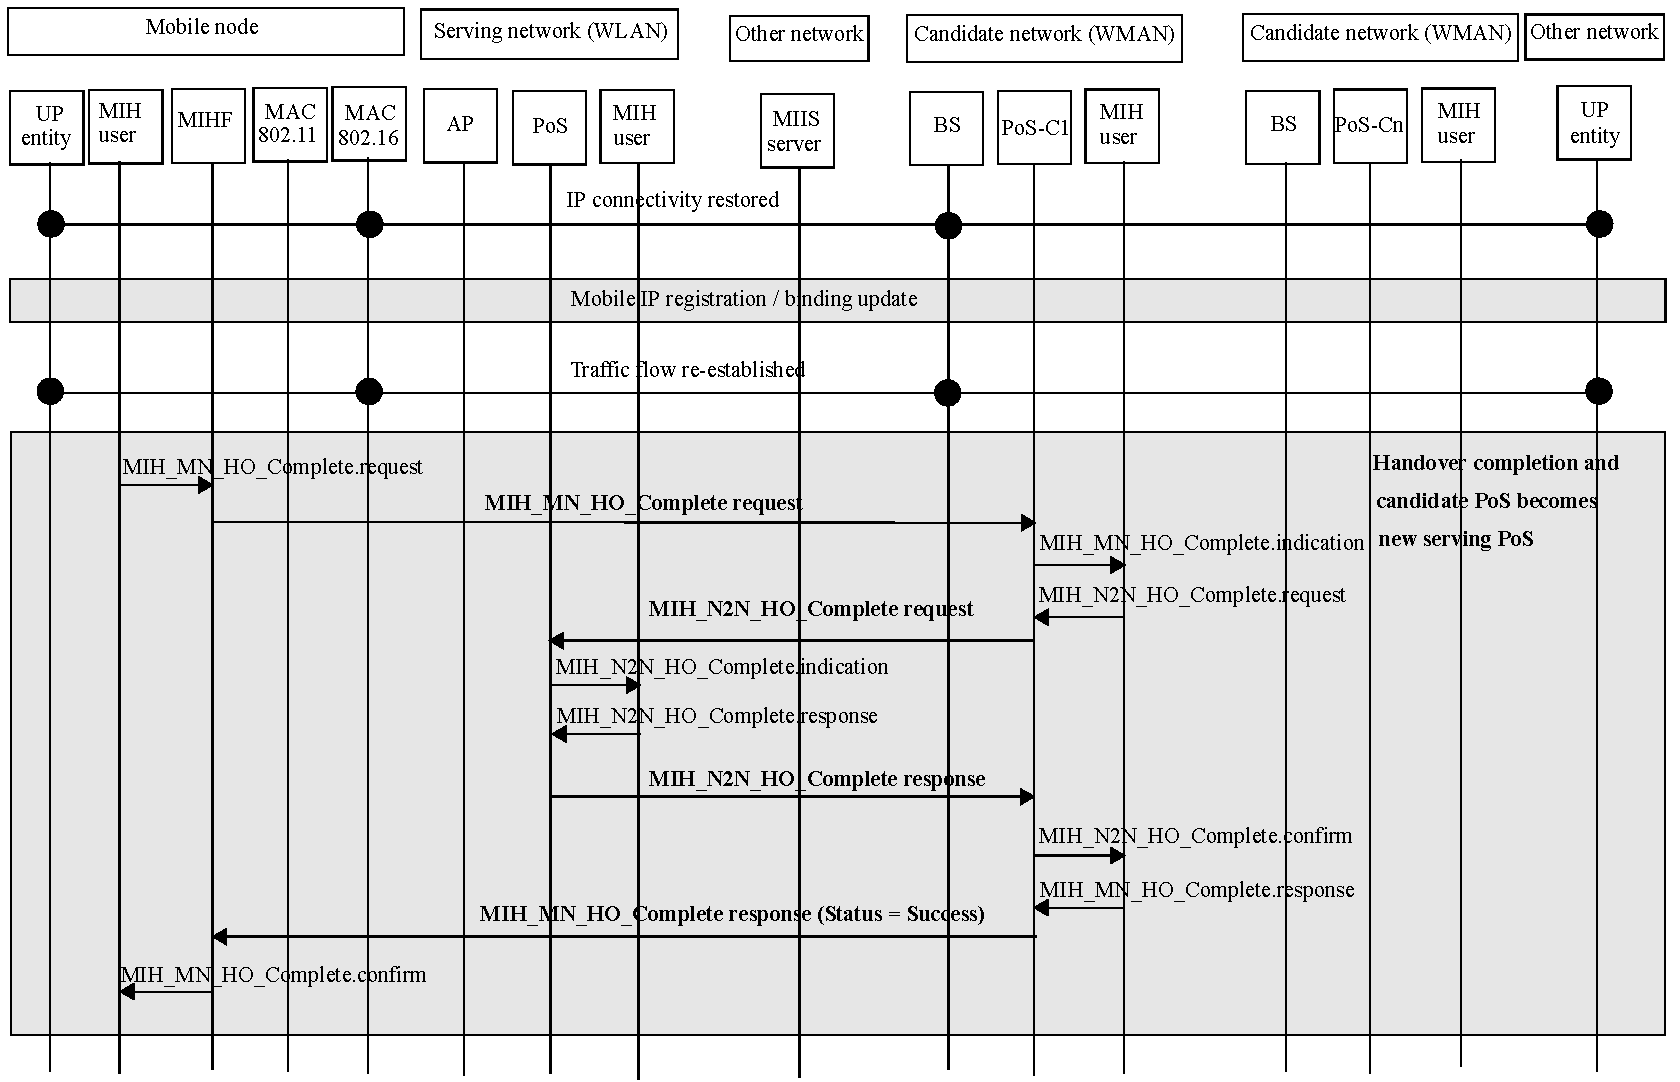 Mobile node
Serving network (WLAN)
Other network
Candidate network (WMAN)
Candidate network (WMAN)
Other network
UP
entity
MIH
user
MIHF
MAC
802.11
MAC
802.16
AP
PoS
MIH
user
MIIS
server
BS
PoS-C1
MIH
user
BS
PoS-Cn
MIH
user
UP
entity
IP connectivity restored
Mobile IP registration / binding update
Traffic flow re-established
MIH_MN_HO_Complete.request
Handover completion and
candidate PoS becomes
new serving PoS
MIH_MN_HO_Complete request
MIH_MN_HO_Complete.indication
MIH_N2N_HO_Complete.request
MIH_N2N_HO_Complete request
MIH_N2N_HO_Complete.indication
MIH_N2N_HO_Complete.response
MIH_N2N_HO_Complete response
MIH_N2N_HO_Complete.confirm
MIH_MN_HO_Complete.response
MIH_MN_HO_Complete response (Status = Success)
MIH_MN_HO_Complete.confirm